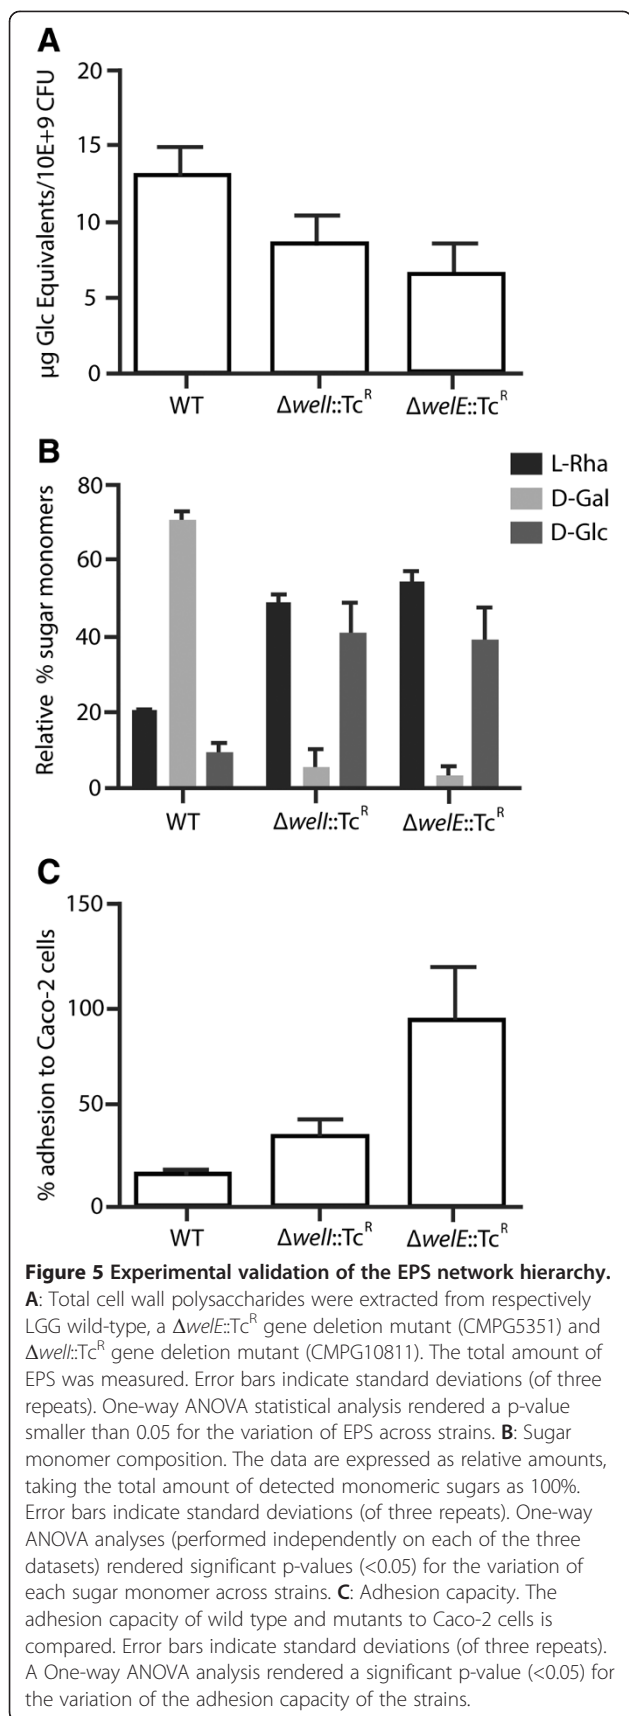 A
µg Glc Equivalents/10E+9 CFU
20
15
10
5
0
WT ΔwelI::Tcᴿ ΔwelE::Tcᴿ
B
L-Rha
D-Gal
D-Glc
Relative % sugar monomers
80
60
40
20
0
WT ΔwelI::Tcᴿ ΔwelE::Tcᴿ
C
% adhesion to Caco-2 cells
150
100
50
0
WT ΔwelI::Tcᴿ ΔwelE::Tcᴿ
Figure 5 Experimental validation of the EPS network hierarchy.
A: Total cell wall polysaccharides were extracted from respectively
LGG wild-type, a ΔwelE::Tcᴿ gene deletion mutant (CMPG5351) and
ΔwelI::Tcᴿ gene deletion mutant (CMPG10811). The total amount of
EPS was measured. Error bars indicate standard deviations (of three
repeats). One-way ANOVA statistical analysis rendered a p-value
smaller than 0.05 for the variation of EPS across strains. B: Sugar
monomer composition. The data are expressed as relative amounts,
taking the total amount of detected monomeric sugars as 100%.
Error bars indicate standard deviations (of three repeats). One-way
ANOVA analyses (performed independently on each of the three
datasets) rendered significant p-values (<0.05) for the variation of
each sugar monomer across strains. C: Adhesion capacity. The
adhesion capacity of wild type and mutants to Caco-2 cells is
compared. Error bars indicate standard deviations (of three repeats).
A One-way ANOVA analysis rendered a significant p-value (<0.05) for
the variation of the adhesion capacity of the strains.